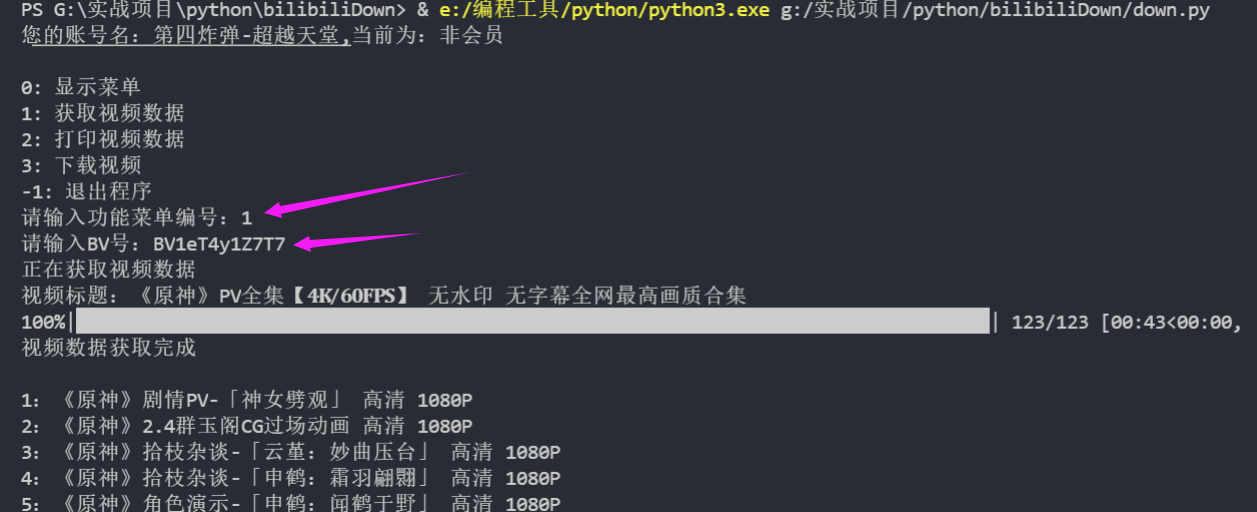 PS G:\实战项目\python\bilibiliDown> & e:/编程工具/python/python3.exe g:/实战项目/python/bilibiliDown/down.py
您的账号名：第四炸弹-超越天堂,当前为：非会员
0: 显示菜单
1: 获取视频数据
2: 打印视频数据
3: 下载视频
-1: 退出程序
请输入功能菜单编号：1
请输入BV号：BV1eT4y1Z7T7
正在获取视频数据
视频标题：《原神》PV全集【4K/60FPS】 无水印 无字幕全网最高画质合集
100%| | 123/123 [00:43<00:00,
视频数据获取完成
1: 《原神》剧情PV-「神女劈观」 高清 1080P
2: 《原神》2.4群玉阁CG过场动画 高清 1080P
3: 《原神》拾枝杂谈-「云堇：妙曲压台」 高清 1080P
4: 《原神》拾枝杂谈-「申鹤：霜羽翩翾」 高清 1080P
5: 《原神》角色演示-「申鹤：闻鹤于野」 高清 1080P